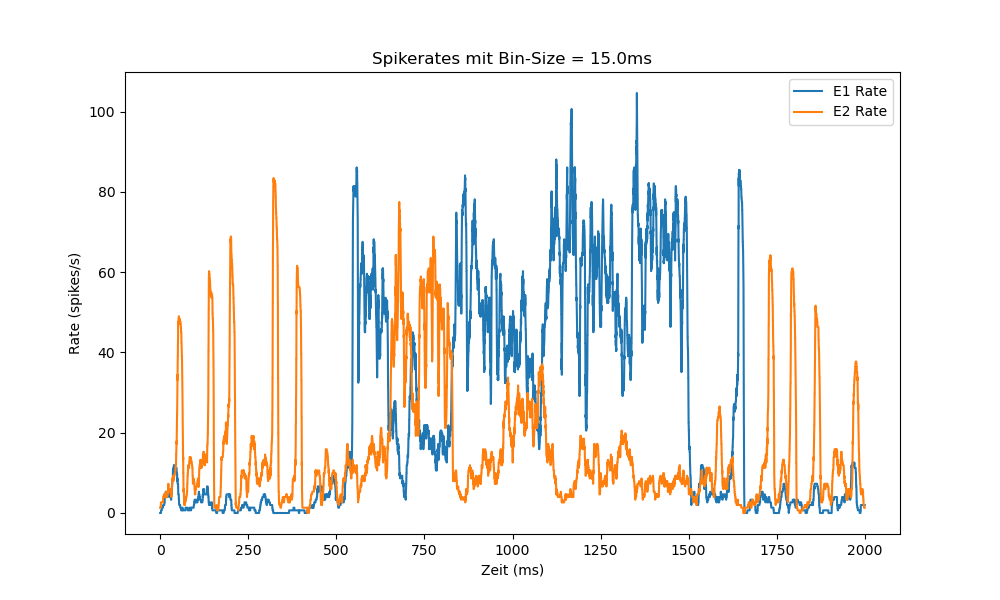 Spikerates mit Bin-Size = 15.0ms
E1 Rate
E2 Rate
100
80
60
40
20
0
Rate (spikes/s)
0 250 500 750 1000 1250 1500 1750 2000
Zeit (ms)